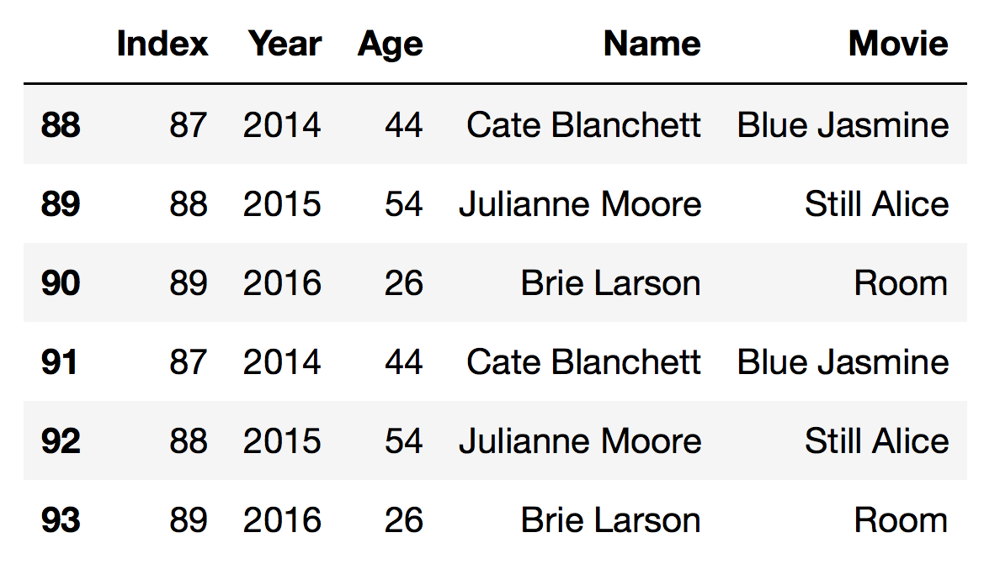 Index Year Age Name Movie
88 87 2014 44 Cate Blanchett Blue Jasmine
89 88 2015 54 Julianne Moore Still Alice
90 89 2016 26 Brie Larson Room
91 87 2014 44 Cate Blanchett Blue Jasmine
92 88 2015 54 Julianne Moore Still Alice
93 89 2016 26 Brie Larson Room